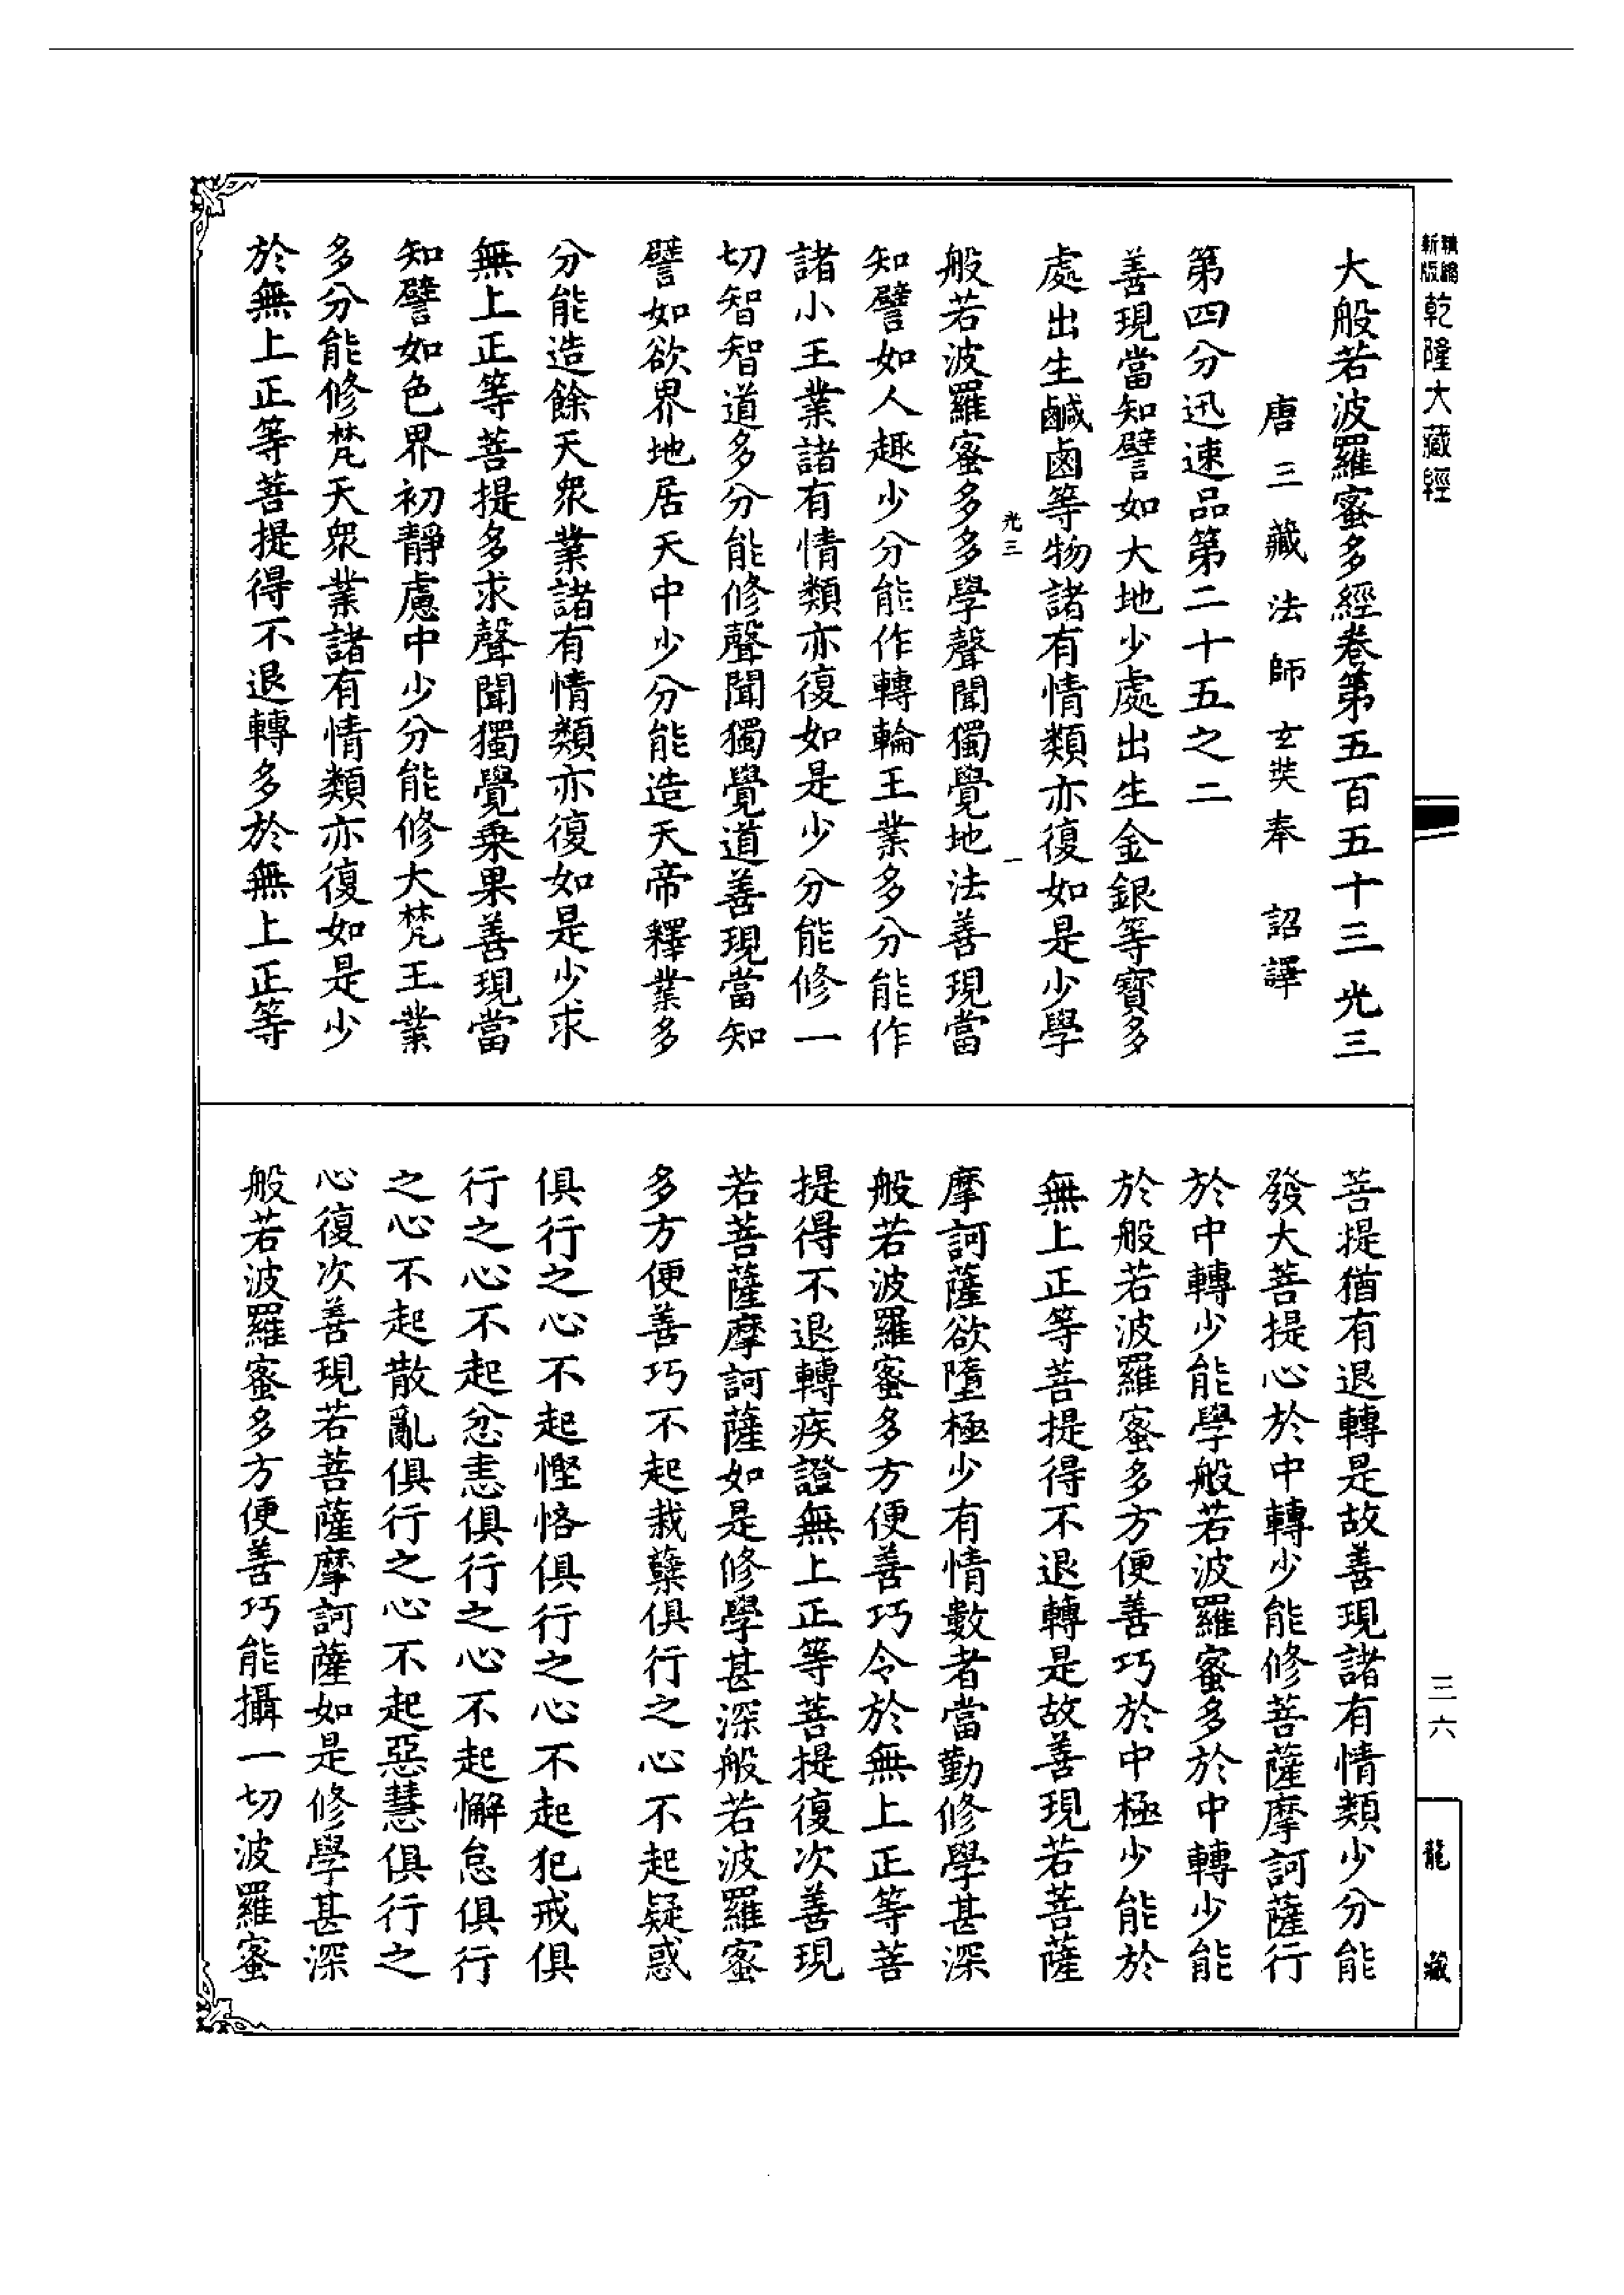 新版
乾隆大藏經
三六
龍藏
大般若波羅蜜多經卷第五百五十三 光三
唐三藏法師玄奘奉 詔譯
第四分迅速品第二十五之二
善現當知譬如大地少處出生金銀等寶多
處出生鹹鹵等物諸有情類亦復如是少學
光三 一
般若波羅蜜多多學聲聞獨覺地法善現當
知譬如人趣少分能作轉輪王業多分能作
諸小王業諸有情類亦復如是少分能修一
切智智道多分能修聲聞獨覺道善現當知
譬如欲界地居天中少分能造天帝釋業多
分能造餘天衆業諸有情類亦復如是少求
無上正等菩提多求聲聞獨覺乗果善現當
知譬如色界初靜慮中少分能修大梵王業
多分能修梵天衆業諸有情類亦復如是少
於無上正等菩提得不退轉多於無上正等
菩提猶有退轉是故善現諸有情類少分能
發大菩提心於中轉少能修菩薩摩訶薩行
於中轉少能學般若波羅蜜多於中轉少能
於般若波羅蜜多方便善巧於中極少能於
無上正等菩提得不退轉是故善現若菩薩
摩訶薩欲墮極少有情數者當勤修學甚深
般若波羅蜜多方便善巧令於無上正等菩
提得不退轉疾證無上正等菩提復次善現
若菩薩摩訶薩如是修學甚深般若波羅蜜
多方便善巧不起栽蘖俱行之心不起疑惑
俱行之心不起慳悋俱行之心不起犯戒俱
行之心不起忿恚俱行之心不起懈怠俱行
之心不起散亂俱行之心不起惡慧俱行之
心復次善現若菩薩摩訶薩如是修學甚深
般若波羅蜜多方便善巧能攝一切波羅蜜